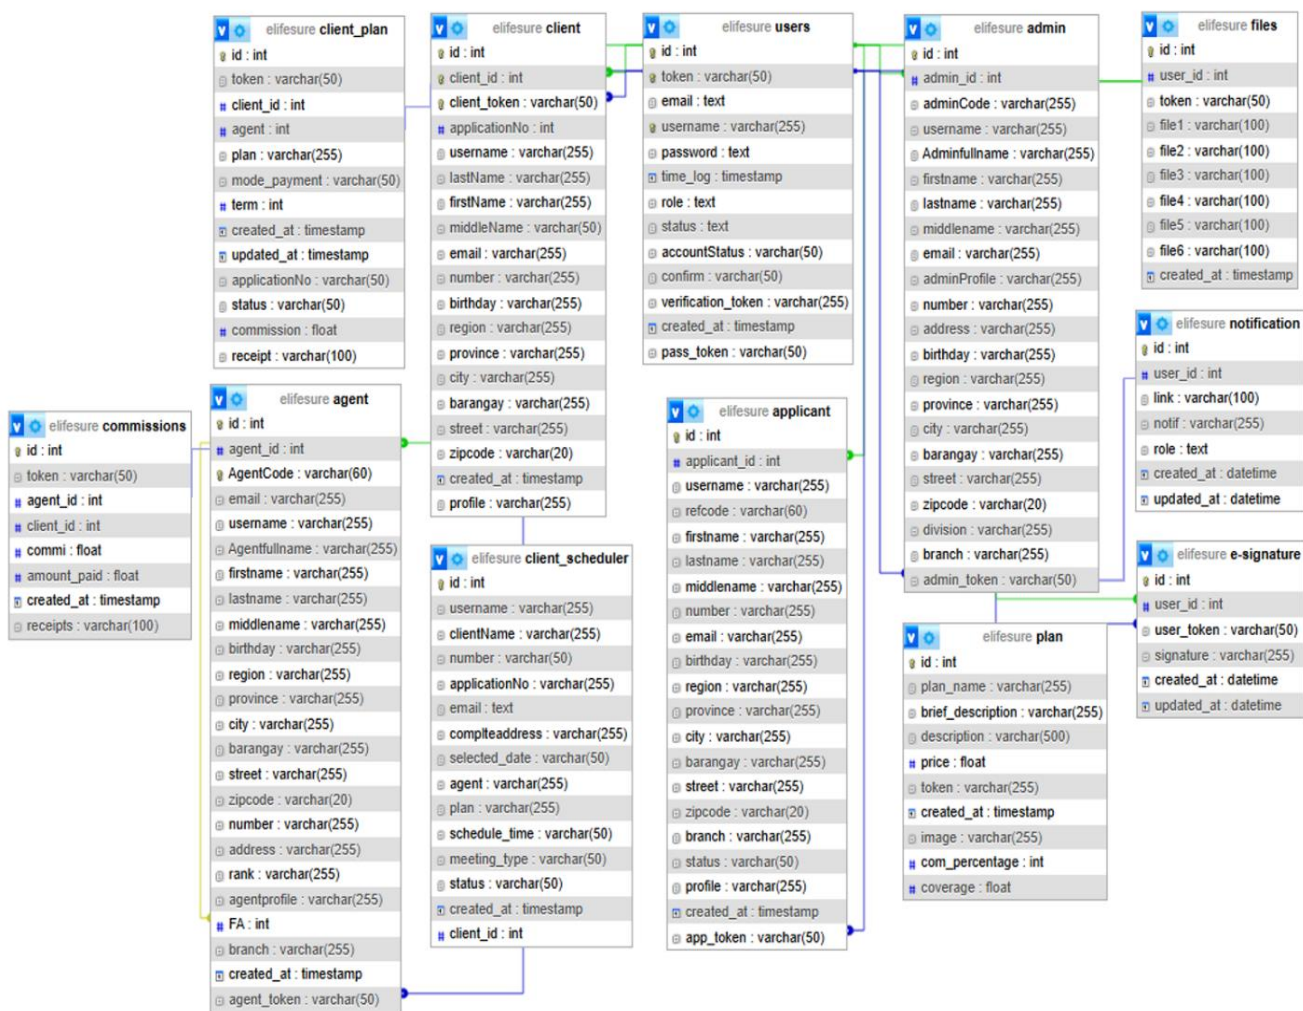 elifesure client_plan
id : int
token : varchar(50)
client_id : int
agent : int
plan : varchar(255)
mode_payment : varchar(50)
term : int
created_at : timestamp
updated_at : timestamp
applicationNo : varchar(50)
status : varchar(50)
commission : float
receipt : varchar(100)
elifesure client
id : int
client_id : int
client_token : varchar(50)
applicationNo : int
username : varchar(255)
lastName : varchar(255)
firstName : varchar(255)
middleName : varchar(50)
email : varchar(255)
number : varchar(255)
birthday : varchar(255)
region : varchar(255)
province : varchar(255)
city : varchar(255)
barangay : varchar(255)
street : varchar(255)
zipcode : varchar(20)
created_at : timestamp
profile : varchar(255)
elifesure users
id : int
token : varchar(50)
email : text
username : varchar(255)
password : text
time_log : timestamp
role : text
status : text
accountStatus : varchar(50)
confirm : varchar(50)
verification_token : varchar(255)
created_at : timestamp
pass_token : varchar(50)
elifesure admin
id : int
admin_id : int
adminCode : varchar(255)
username : varchar(255)
Adminfullname : varchar(255)
firstname : varchar(255)
lastname : varchar(255)
middlename : varchar(255)
email : varchar(255)
adminProfile : varchar(255)
number : varchar(255)
address : varchar(255)
birthday : varchar(255)
region : varchar(255)
province : varchar(255)
city : varchar(255)
barangay : varchar(255)
street : varchar(255)
zipcode : varchar(20)
division : varchar(255)
branch : varchar(255)
admin_token : varchar(50)
elifesure files
id : int
user_id : int
token : varchar(50)
file1 : varchar(100)
file2 : varchar(100)
file3 : varchar(100)
file4 : varchar(100)
file5 : varchar(100)
file6 : varchar(100)
created_at : timestamp
elifesure notification
id : int
user_id : int
link : varchar(100)
notif : varchar(255)
role : text
created_at : datetime
updated_at : datetime
elifesure commissions
id : int
token : varchar(50)
agent_id : int
client_id : int
commi : float
amount_paid : float
created_at : timestamp
receipts : varchar(100)
elifesure agent
id : int
agent_id : int
AgentCode : varchar(60)
email : varchar(255)
username : varchar(255)
Agentfullname : varchar(255)
firstname : varchar(255)
lastname : varchar(255)
middlename : varchar(255)
birthday : varchar(255)
region : varchar(255)
province : varchar(255)
city : varchar(255)
barangay : varchar(255)
street : varchar(255)
zipcode : varchar(20)
number : varchar(255)
address : varchar(255)
rank : varchar(255)
agentprofile : varchar(255)
FA : int
branch : varchar(255)
created_at : timestamp
agent_token : varchar(50)
elifesure client_scheduler
id : int
username : varchar(255)
clientName : varchar(255)
number : varchar(50)
applicationNo : varchar(255)
email : text
complteaddress : varchar(255)
selected_date : varchar(50)
agent : varchar(255)
plan : varchar(255)
schedule_time : varchar(50)
meeting_type : varchar(50)
status : varchar(50)
created_at : timestamp
client_id : int
elifesure applicant
id : int
applicant_id : int
username : varchar(255)
refcode : varchar(60)
firstname : varchar(255)
lastname : varchar(255)
middlename : varchar(255)
number : varchar(255)
email : varchar(255)
birthday : varchar(255)
region : varchar(255)
province : varchar(255)
city : varchar(255)
barangay : varchar(255)
street : varchar(255)
zipcode : varchar(20)
branch : varchar(255)
status : varchar(50)
profile : varchar(255)
created_at : timestamp
app_token : varchar(50)
elifesure e-signature
id : int
user_id : int
user_token : varchar(50)
signature : varchar(255)
created_at : datetime
updated_at : datetime
elifesure plan
id : int
plan_name : varchar(255)
brief_description : varchar(255)
description : varchar(500)
price : float
token : varchar(255)
created_at : timestamp
image : varchar(255)
com_percentage : int
coverage : float